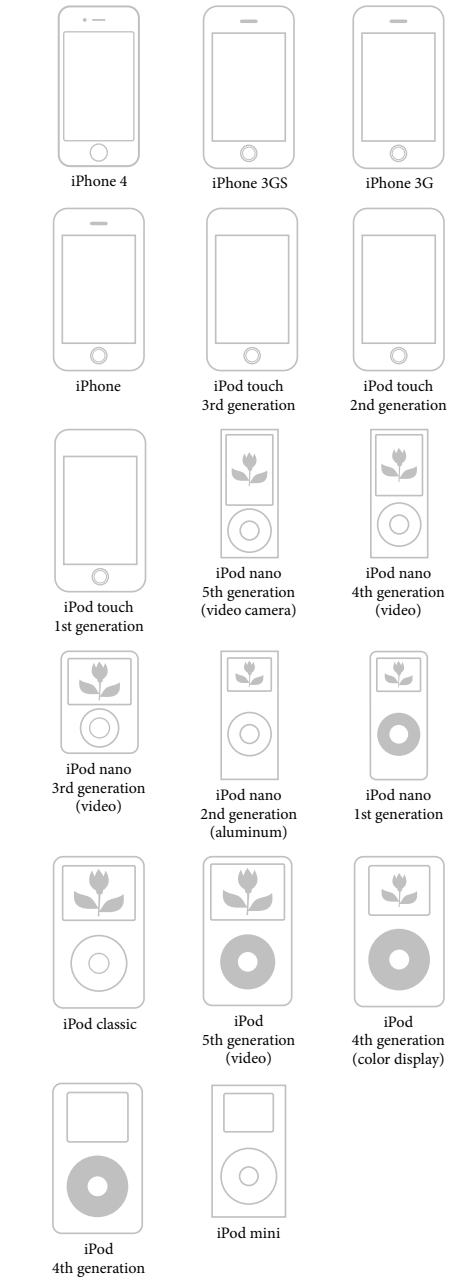 iPhone 4
iPhone 3GS
iPhone 3G
iPhone
iPod touch
3rd generation
iPod touch
2nd generation
iPod touch
1st generation
iPod nano
5th generation
(video camera)
iPod nano
4th generation
(video)
iPod nano
3rd generation
(video)
iPod nano
2nd generation
(aluminum)
iPod nano
1st generation
iPod classic
iPod
5th generation
(video)
iPod
4th generation
(color display)
iPod
4th generation
iPod mini